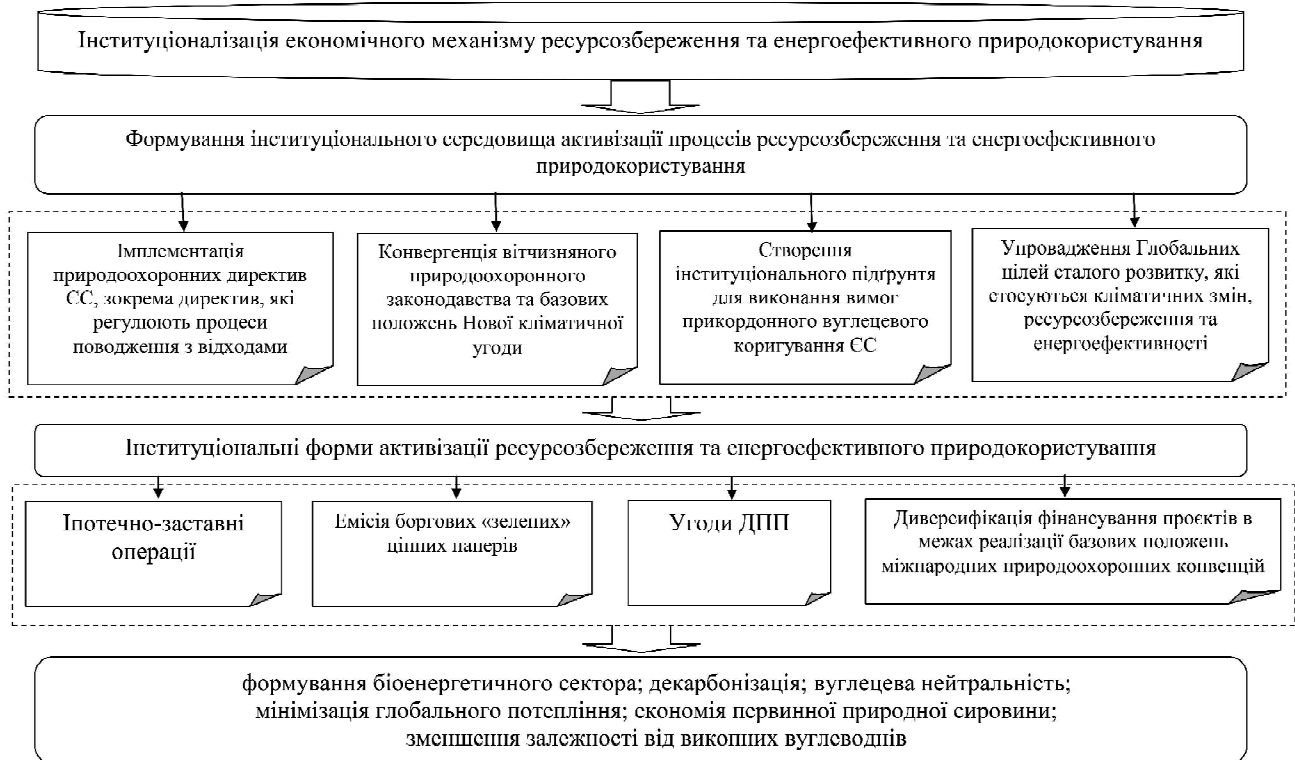 Інституціоналізація економічного механізму ресурсозбереження та енергоефективного природокористування
Формування інституціонального середовища активізації процесів ресурсозбереження та енергоефективного
природокористування
Імплементація
природоохоронних директив
ЄС, зокрема директив, які
регулюють процеси
поводження з відходами
Конвергенція вітчизняного
природоохоронного
законодавства та базових
положень Нової кліматичної
угоди
Створення
інституціонального підґрунтя
для виконання вимог
прикордонного вуглецевого
коригування ЄС
Упровадження Глобальних
цілей сталого розвитку, які
стосуються кліматичних змін,
ресурсозбереження та
енергоефективності
Інституціональні форми активізації ресурсозбереження та енергоефективного природокористування
Іпотечно-заставні
операції
Емісія боргових «зелених»
цінних паперів
Угоди ДПП
Диверсифікація фінансування проєктів в
межах реалізації базових положень
міжнародних природоохоронних конвенцій
формування біоенергетичного сектора; декарбонізація; вуглецева нейтральність;
мінімізація глобального потепління; економія первинної природної сировини;
зменшення залежності від викопних вуглеводнів